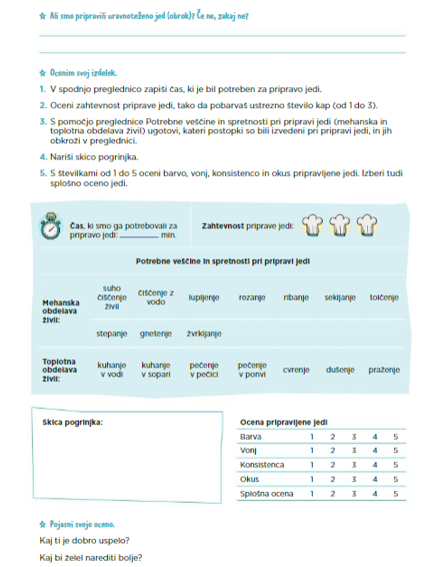 Ali smo pripravili uravnoteženo jed (obrok)? Če ne, zakaj ne?
Ocenim svoj izdelek.
1. V spodnjo preglednico zapiši čas, ki je bil potreben za pripravo jedi.
2. Oceni zahtevnost priprave jedi, tako da pobarvaš ustrezno število kap (od 1 do 3).
3. S pomočjo preglednice Potrebne veščine in spretnosti pri pripravi jedi (mehanska in
toplotna obdelava živil) ugotovi, kateri postopki so bili izvedeni pri pripravi jedi, in jih
obkroži v preglednici.
4. Nariši skico pogrinjka.
5. S številkami od 1 do 5 oceni barvo, vonj, konsistenco in okus pripravljene jedi. Izberi tudi
splošno oceno jedi.
Čas, ki smo ga potrebovali za
pripravo jedi: ________ min.
Zahtevnost priprave jedi:
Potrebne veščine in spretnosti pri pripravi jedi
Mehanska
obdelava
živil:
suho
čiščenje
živil
čiščenje z
vodo
lupljenje
rezanje
ribanje
sekljanje
tolčenje
stepanje
gnetenje
žvrkljanje
Toplotna
obdelava
živil:
kuhanje
v vodi
kuhanje
v sopari
pečenje
v pečici
pečenje
v ponvi
cvrenje
dušenje
praženje
Skica pogrinjka:
Ocena pripravljene jedi
Barva 1 2 3 4 5
Vonj 1 2 3 4 5
Konsistenca 1 2 3 4 5
Okus 1 2 3 4 5
Splošna ocena 1 2 3 4 5
Pojasni svojo oceno.
Kaj ti je dobro uspelo?
Kaj bi želel narediti bolje?